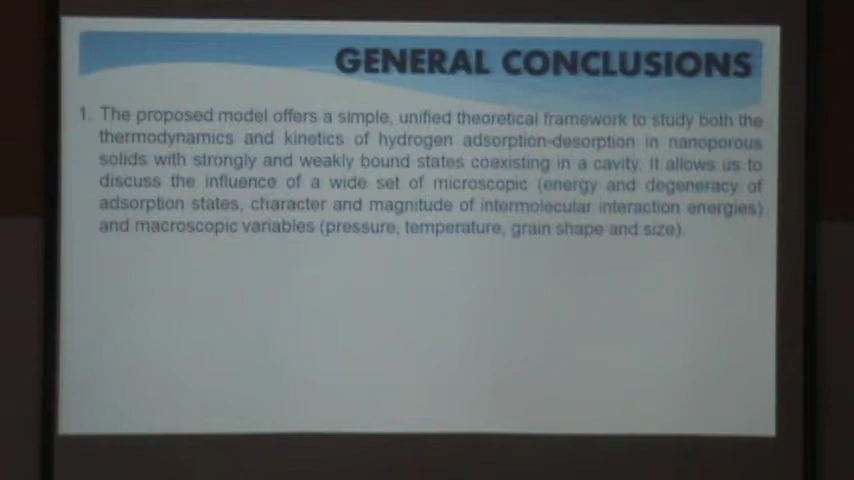 GENERAL CONCLUSIONS
1. The proposed model offers a simple, unified theoretical framework to study both the
thermodynamics and kinetics of hydrogen adsorption-desorption in nanoporous
solids with strongly and weakly bound states coexisting in a cavity. It allows us to
discuss the influence of a wide set of microscopic (energy and degeneracy of
adsorption states, character and magnitude of intermolecular interaction energies)
and macroscopic variables (pressure, temperature, grain shape and size).